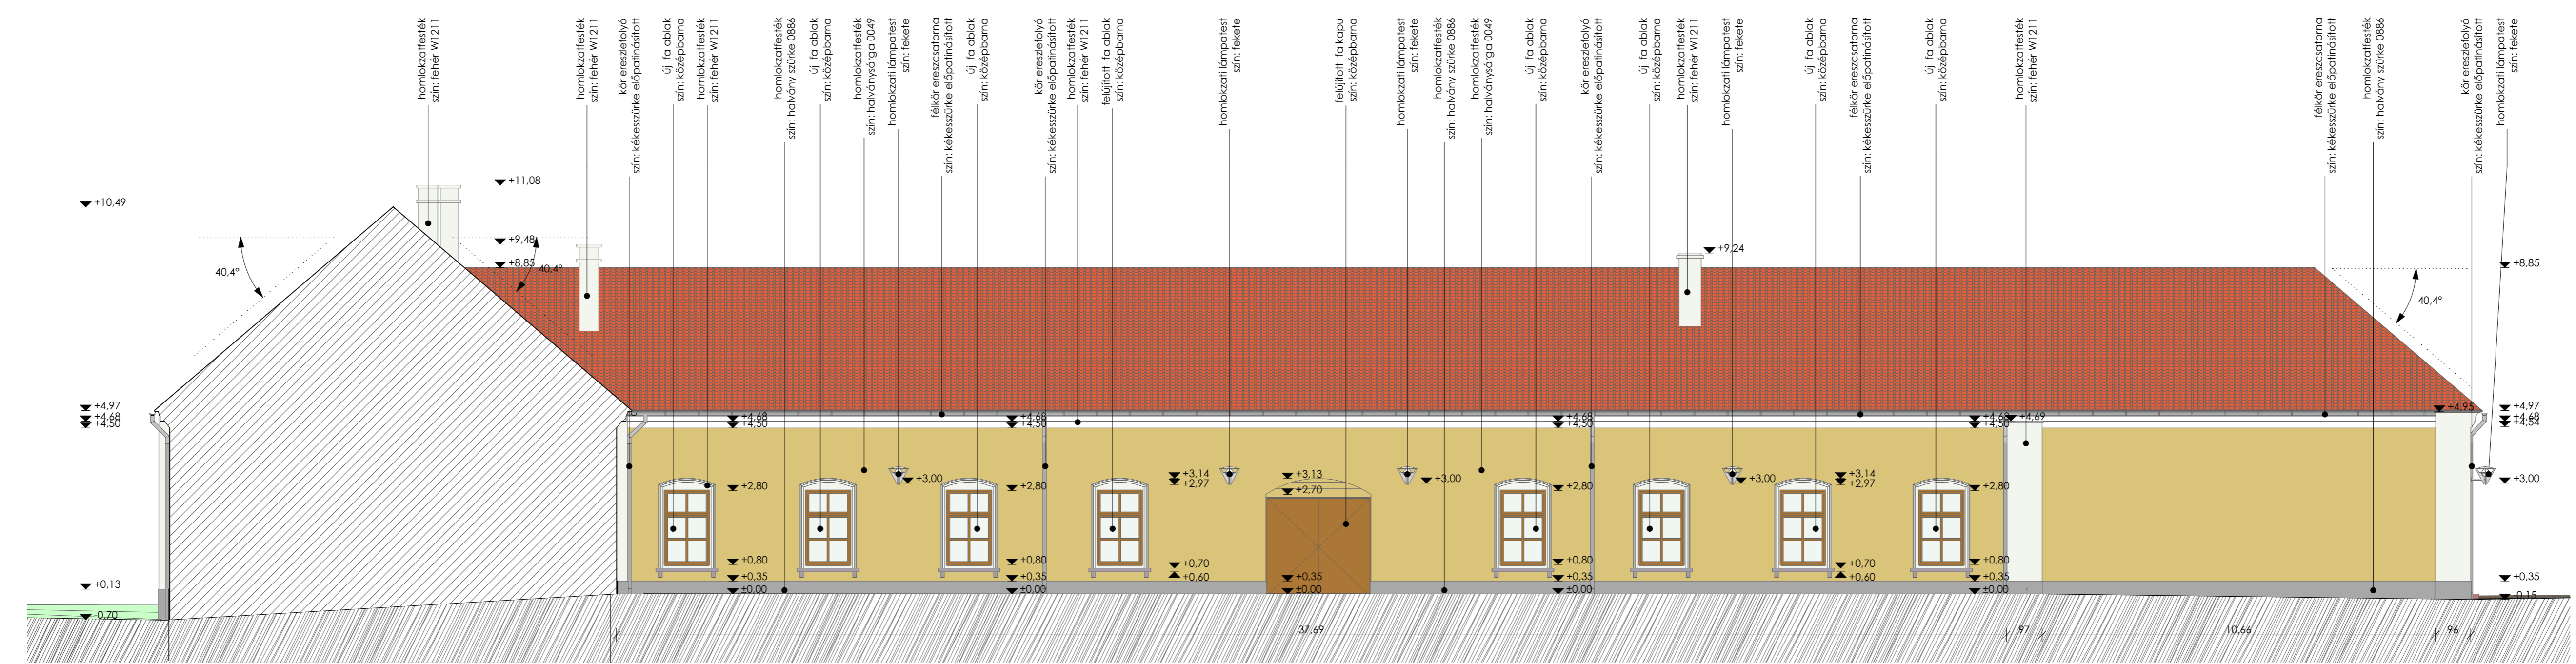 homlokzatfesték
szín: fehér W1211
homlokzatfesték
szín: fehér W1211
kör ereszlefolyó
szín: kékesszürke előpatinásított
új fa ablak
szín: középbarna
homlokzatfesték
szín: fehér W1211
homlokzatfesték
szín: halvány szürke 0886
új fa ablak
szín: középbarna
homlokzatfesték
szín: halványsárga 0049
homlokzati lámpatest
szín: fekete
félkör ereszcsatorna
szín: kékesszürke előpatinásított
új fa ablak
szín: középbarna
kör ereszlefolyó
szín: kékesszürke előpatinásított
homlokzatfesték
szín: fehér W1211
felújított fa ablak
szín: középbarna
homlokzati lámpatest
szín: fekete
felújított fa kapu
szín: középbarna
homlokzati lámpatest
szín: fekete
homlokzatfesték
szín: halvány szürke 0886
homlokzatfesték
szín: halványsárga 0049
új fa ablak
szín: középbarna
kör ereszlefolyó
szín: kékesszürke előpatinásított
új fa ablak
szín: középbarna
homlokzatfesték
szín: fehér W1211
homlokzati lámpatest
szín: fekete
új fa ablak
szín: középbarna
félkör ereszcsatorna
szín: kékesszürke előpatinásított
új fa ablak
szín: középbarna
homlokzatfesték
szín: fehér W1211
félkör ereszcsatorna
szín: kékesszürke előpatinásított
homlokzatfesték
szín: halvány szürke 0886
kör ereszlefolyó
szín: kékesszürke előpatinásított
homlokzati lámpatest
szín: fekete
+11,08
+10,49
+9,48
+9,24
+8,85
+8,85
40,4°
40,4°
40,4°
+4,97
+4,68
+4,50
+4,68
+4,50
+4,68
+4,50
+4,68
+4,50
+4,68
+4,50
+4,69
+4,95
+4,97
+4,68
+4,54
+3,00
+3,14
+2,97
+3,13
+2,70
+3,00
+3,00
+3,14
+2,97
+3,00
+2,80
+2,80
+2,80
+2,80
+0,80
+0,35
±0,00
+0,80
+0,35
±0,00
+0,70
+0,60
+0,35
±0,00
+0,80
+0,35
±0,00
+0,70
+0,60
+0,80
+0,35
±0,00
+0,35
-0,15
+0,13
-0,70
37,69
97
10,66
96